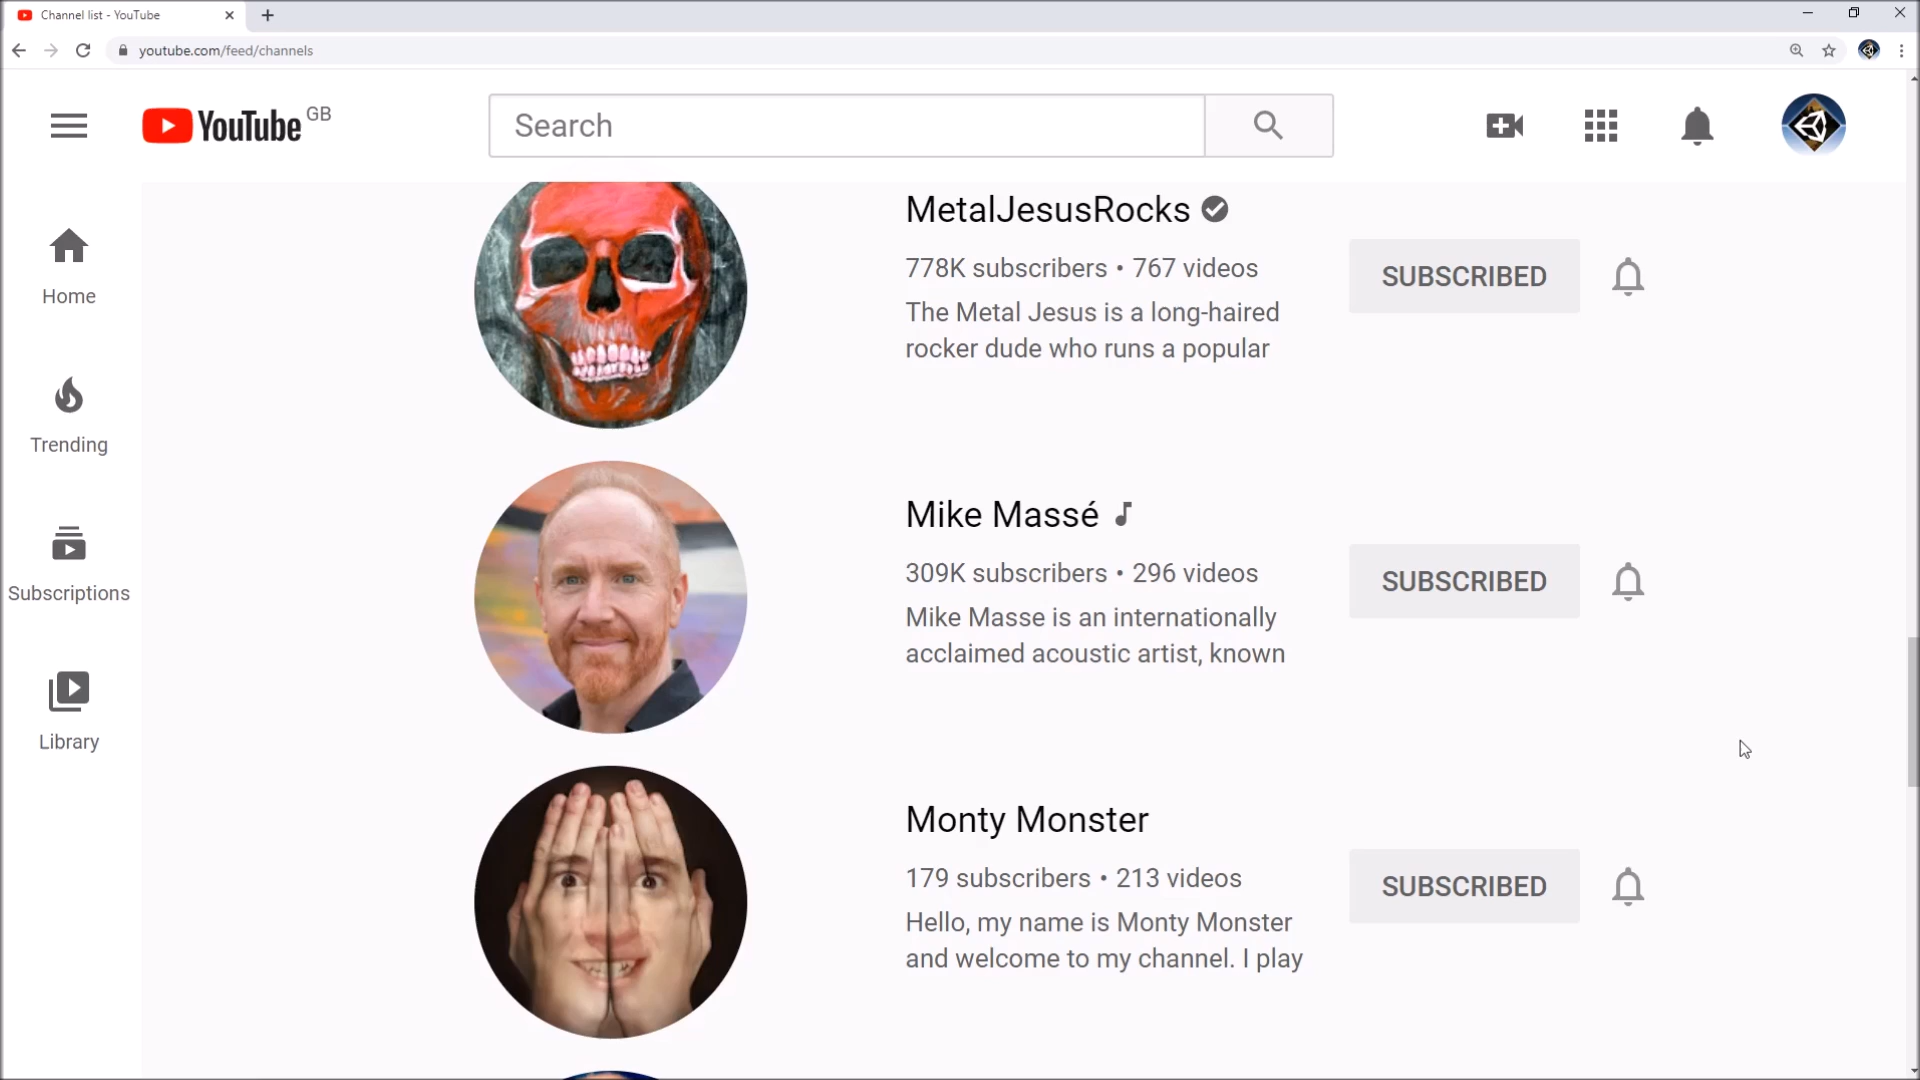 Channel list - YouTube
youtube.com/feed/channels
YouTube GB
Search
Home
Trending
Subscriptions
Library
MetalJesusRocks
778K subscribers • 767 videos
The Metal Jesus is a long-haired
rocker dude who runs a popular
SUBSCRIBED
Mike Massé
309K subscribers • 296 videos
Mike Masse is an internationally
acclaimed acoustic artist, known
SUBSCRIBED
Monty Monster
179 subscribers • 213 videos
Hello, my name is Monty Monster
and welcome to my channel. I play
SUBSCRIBED